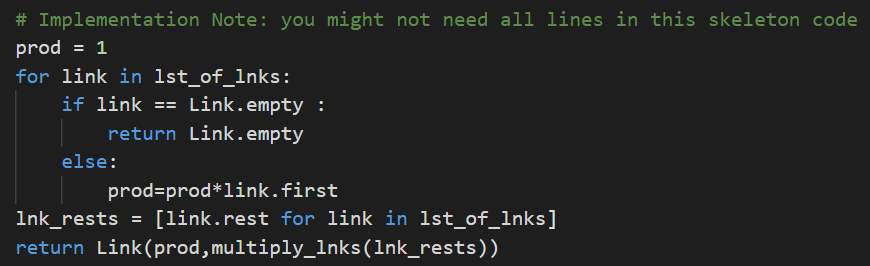 # Implementation Note: you might not need all lines in this skeleton code
prod = 1
for link in lst_of_lnks:
    if link == Link.empty :
        return Link.empty
    else:
        prod=prod*link.first
lnk_rests = [link.rest for link in lst_of_lnks]
return Link(prod,multiply_lnks(lnk_rests))